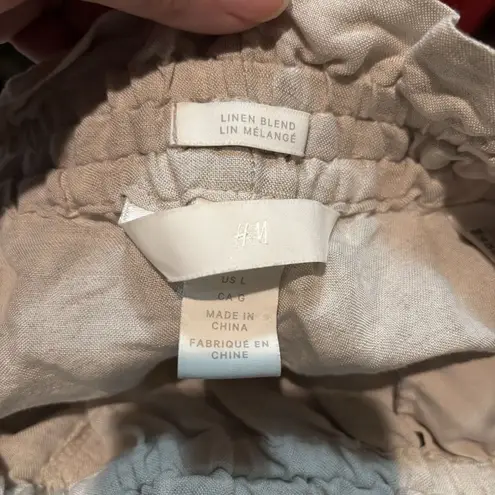 LINEN BLEND
LIN MÉLANGÉ
H&M
US L
CA G
MADE IN
CHINA
FABRIQUÉ EN
CHINE